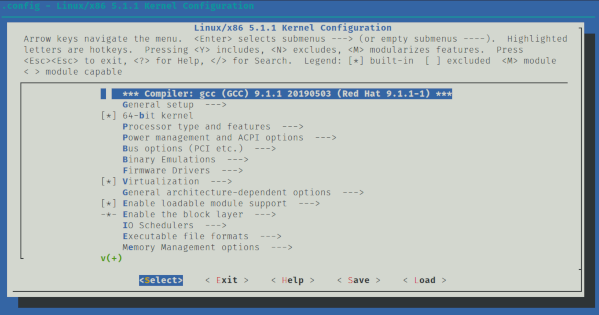 .config - Linux/x86 5.1.1 Kernel Configuration
Linux/x86 5.1.1 Kernel Configuration
Arrow keys navigate the menu.  <Enter> selects submenus ---> (or empty submenus ----).  Highlighted
letters are hotkeys.  Pressing <Y> includes, <N> excludes, <M> modularizes features.  Press
<Esc><Esc> to exit, <?> for Help, </> for Search.  Legend: [*] built-in  [ ] excluded  <M> module
< > module capable
*** Compiler: gcc (GCC) 9.1.1 20190503 (Red Hat 9.1.1-1) ***
General setup  --->
[*] 64-bit kernel
Processor type and features  --->
Power management and ACPI options  --->
Bus options (PCI etc.)  --->
Binary Emulations  --->
Firmware Drivers  --->
[*] Virtualization  --->
General architecture-dependent options  --->
[*] Enable loadable module support  --->
-*- Enable the block layer  --->
IO Schedulers  --->
Executable file formats  --->
Memory Management options  --->
v(+)
<Select>    < Exit >    < Help >    < Save >    < Load >